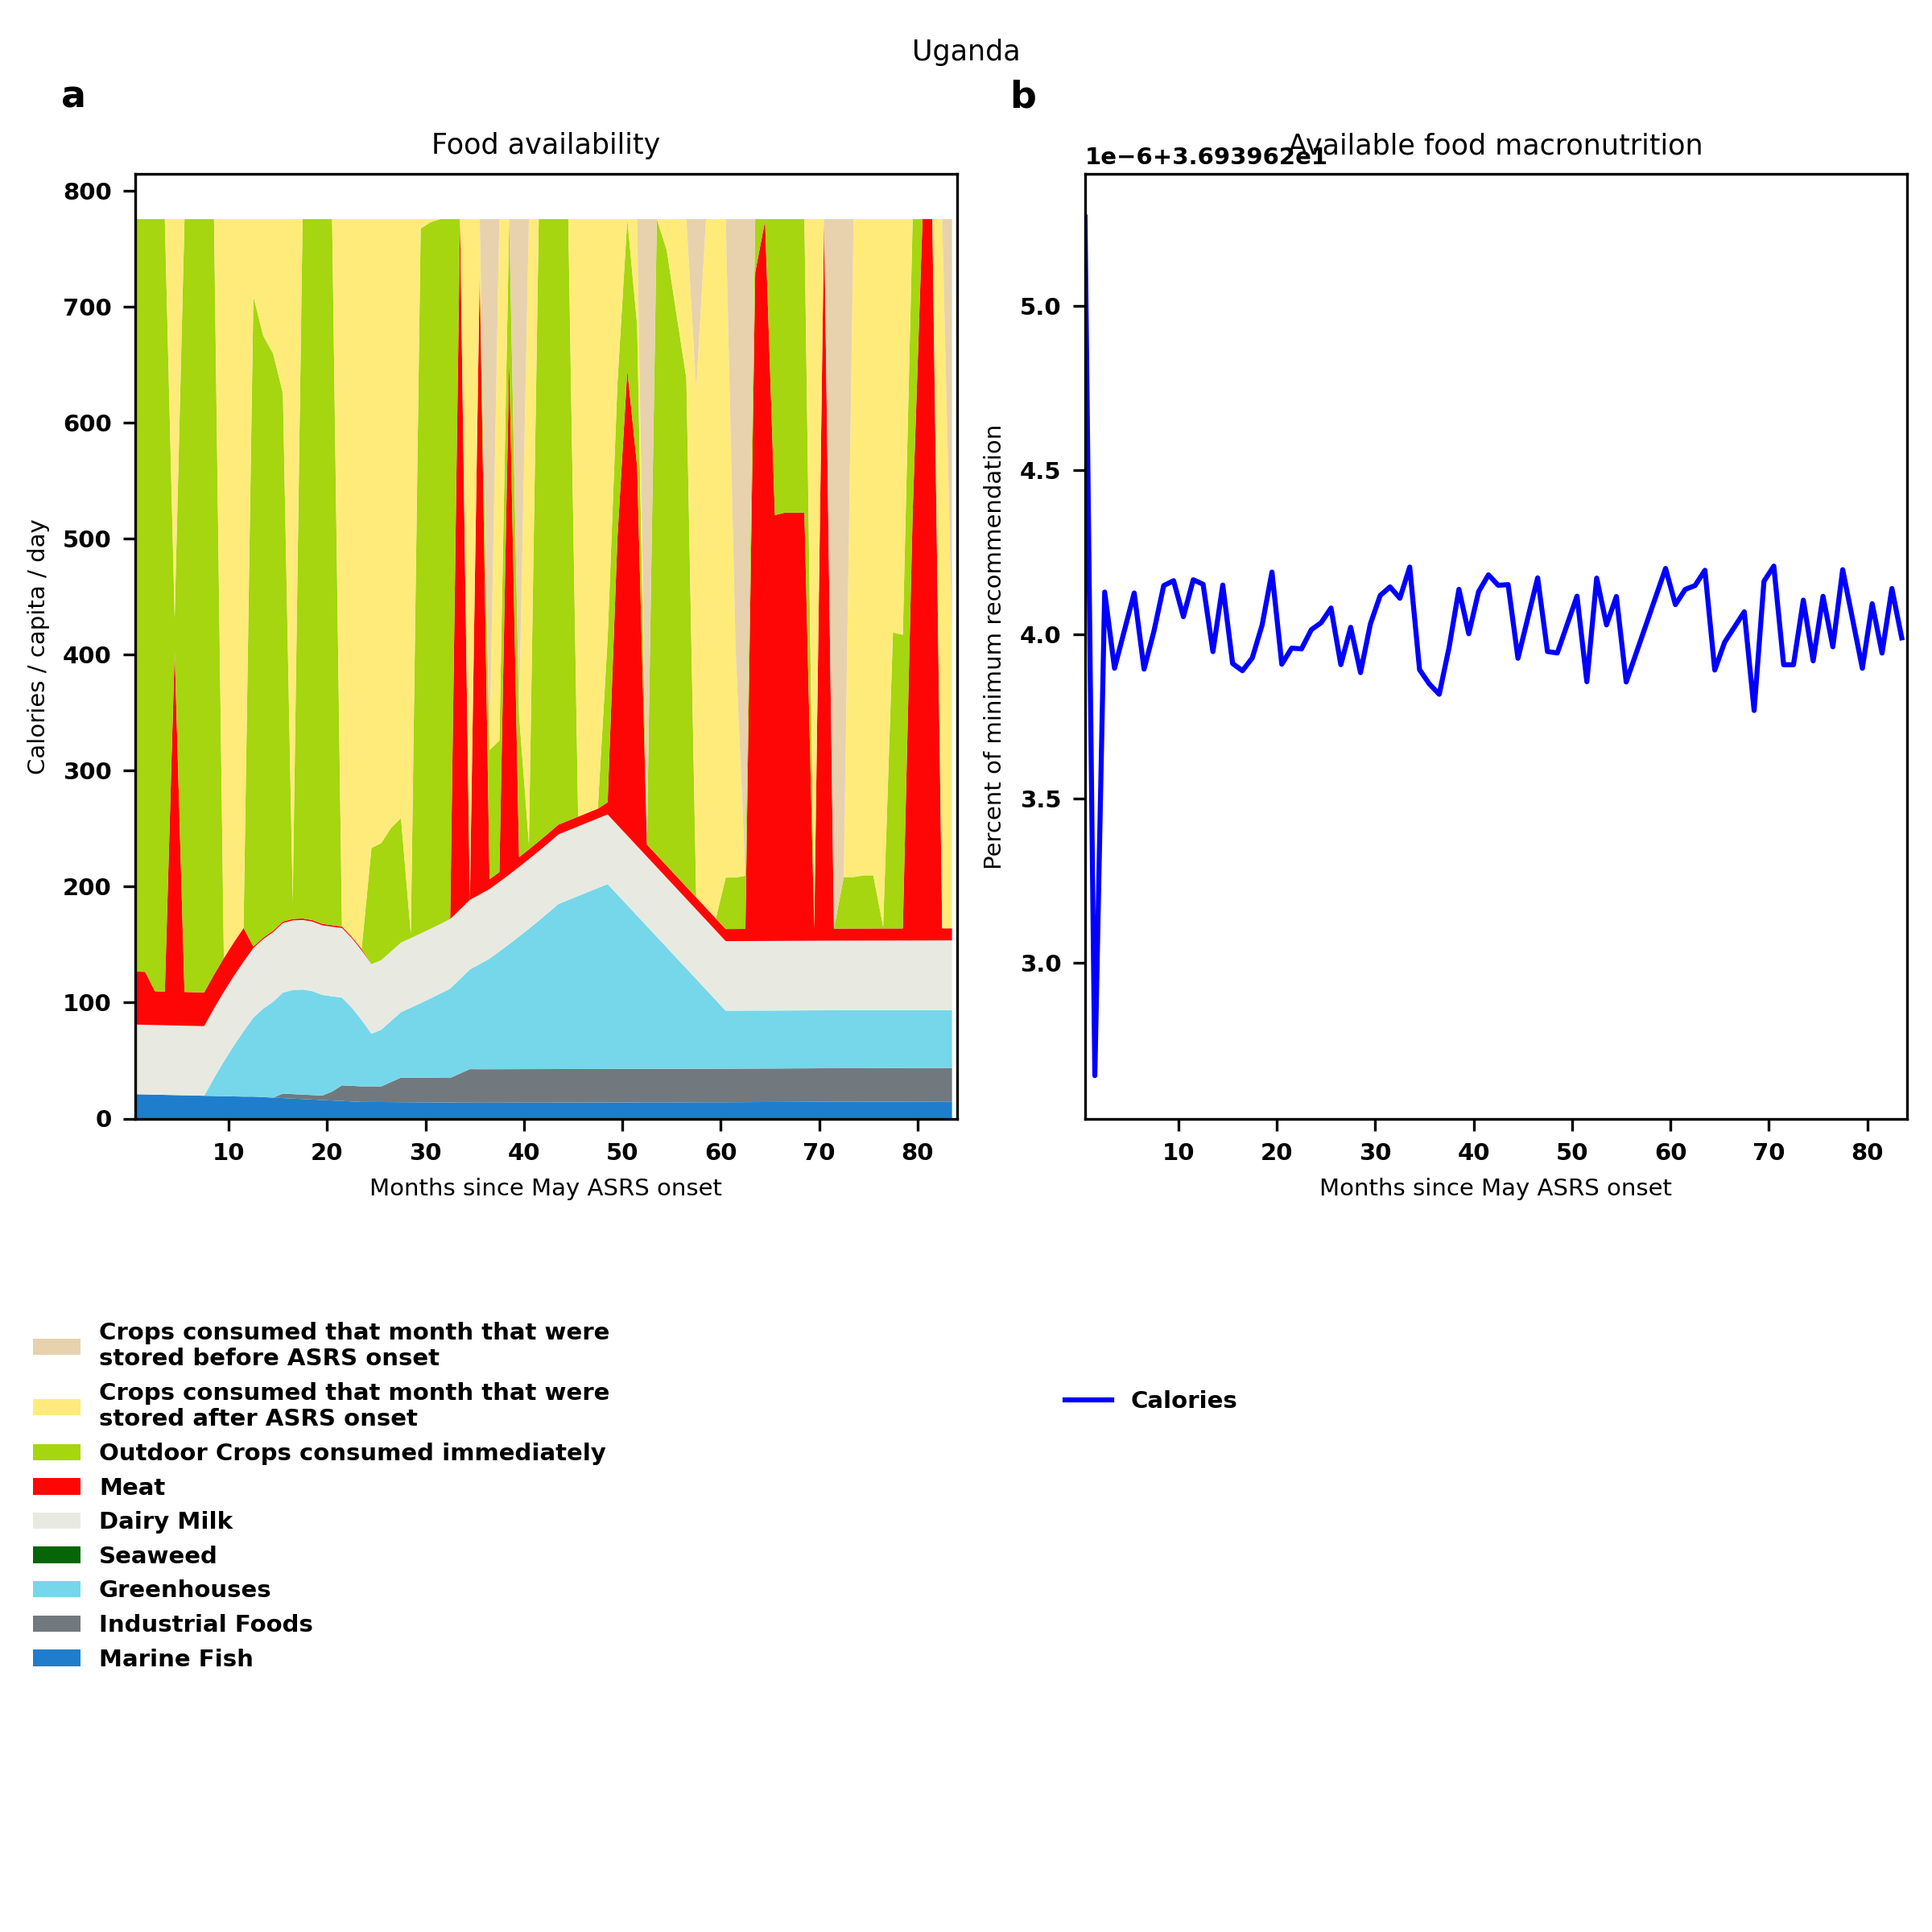 Uganda
a
Food availability
800
700
600
500
400
300
200
100
0
Calories / capita / day
10 20 30 40 50 60 70 80
Months since May ASRS onset
b
Available food macronutrition
1e−6+3.693962e1
5.0
4.5
4.0
3.5
3.0
Percent of minimum recommendation
10 20 30 40 50 60 70 80
Months since May ASRS onset
Crops consumed that month that were
stored before ASRS onset
Crops consumed that month that were
stored after ASRS onset
Outdoor Crops consumed immediately
Meat
Dairy Milk
Seaweed
Greenhouses
Industrial Foods
Marine Fish
Calories